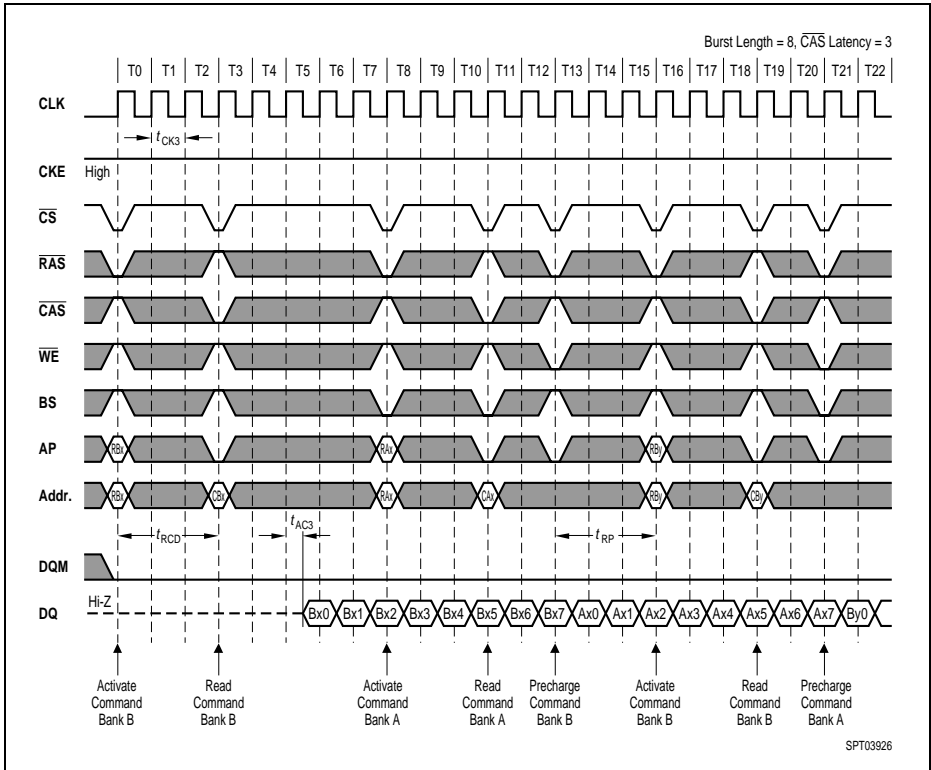 Burst Length = 8, CAS Latency = 3
T0 T1 T2 T3 T4 T5 T6 T7 T8 T9 T10 T11 T12 T13 T14 T15 T16 T17 T18 T19 T20 T21 T22
CLK
tCK3
CKE High
CS
RAS
CAS
WE
BS
AP RBx RAx RBy
Addr. RBx CBx RAx CAx RBy CBy
tAC3
tRCD tRP
DQM
DQ Hi-Z Bx0 Bx1 Bx2 Bx3 Bx4 Bx5 Bx6 Bx7 Ax0 Ax1 Ax2 Ax3 Ax4 Ax5 Ax6 Ax7 By0
Activate
Command
Bank B
Read
Command
Bank B
Activate
Command
Bank A
Read
Command
Bank A
Precharge
Command
Bank B
Activate
Command
Bank B
Read
Command
Bank B
Precharge
Command
Bank A
SPT03926